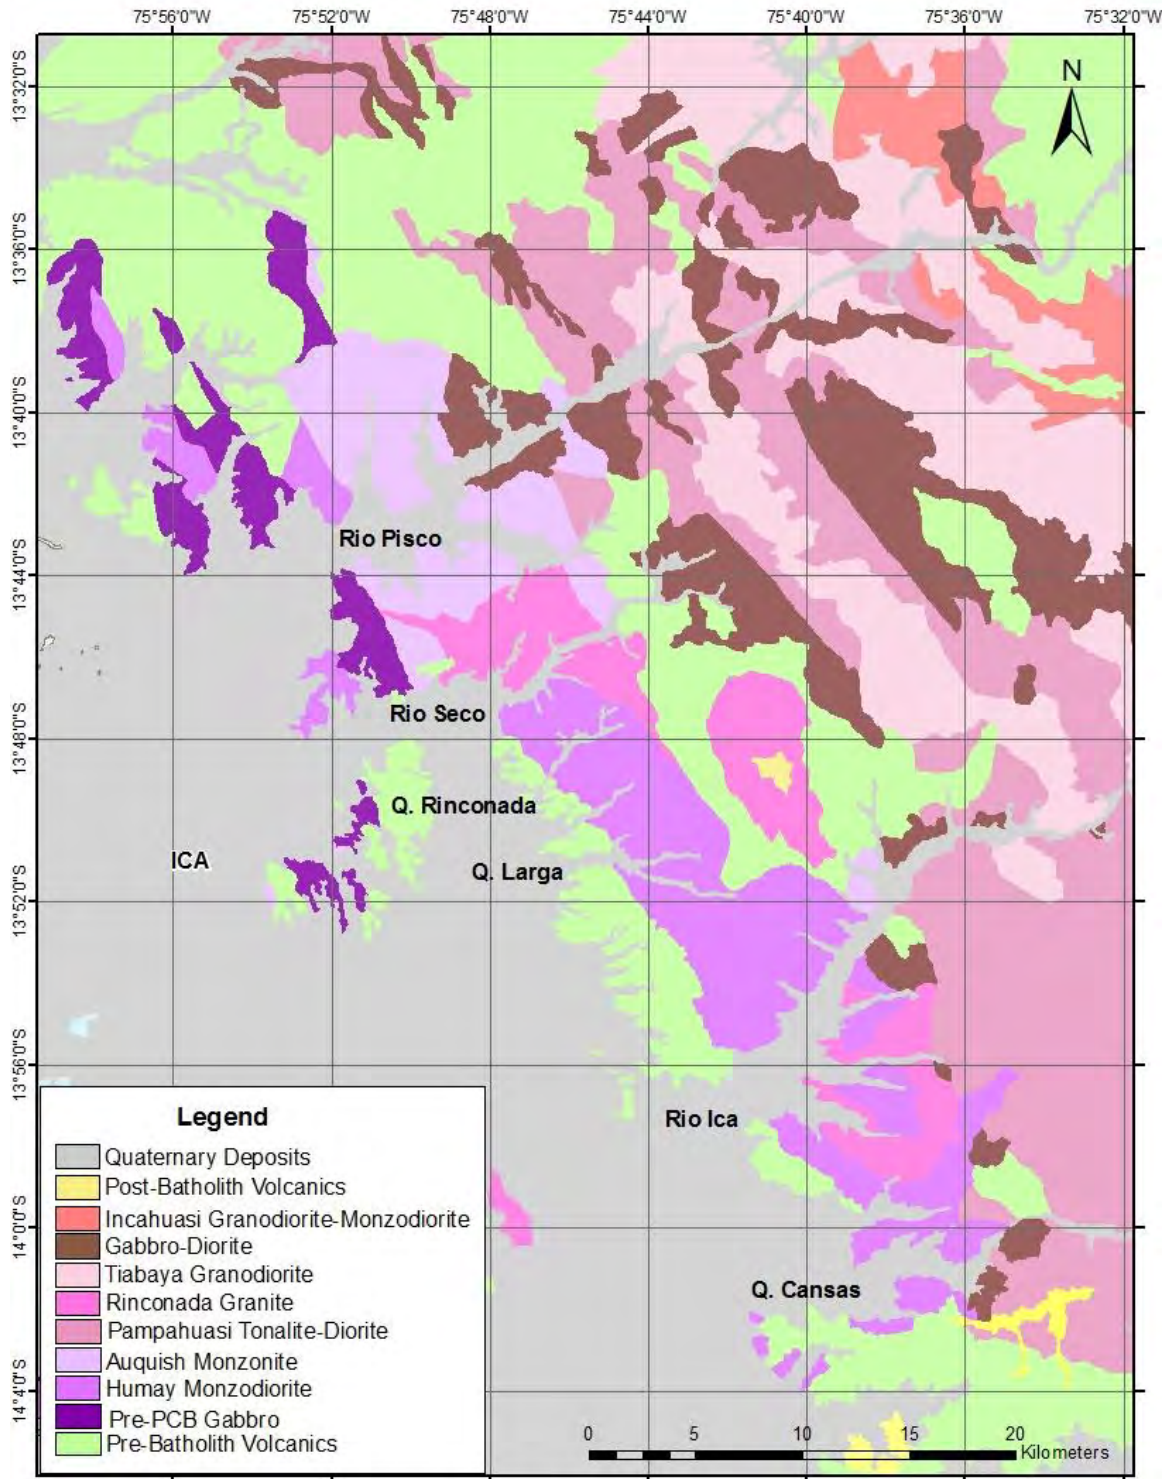 75°56'0"W 75°52'0"W 75°48'0"W 75°44'0"W 75°40'0"W 75°36'0"W 75°32'0"W
N
13°32'0"S
13°36'0"S
13°40'0"S
Rio Pisco
13°44'0"S
Rio Seco
13°48'0"S
Q. Rinconada
ICA
Q. Larga
13°52'0"S
13°56'0"S
Rio Ica
14°0'0"S
Q. Cansas
14°4'0"S
Legend
Quaternary Deposits
Post-Batholith Volcanics
Incahuasi Granodiorite-Monzodiorite
Gabbro-Diorite
Tiabaya Granodiorite
Rinconada Granite
Pampahuasi Tonalite-Diorite
Auquish Monzonite
Humay Monzodiorite
Pre-PCB Gabbro
Pre-Batholith Volcanics
0 5 10 15 20
Kilometers